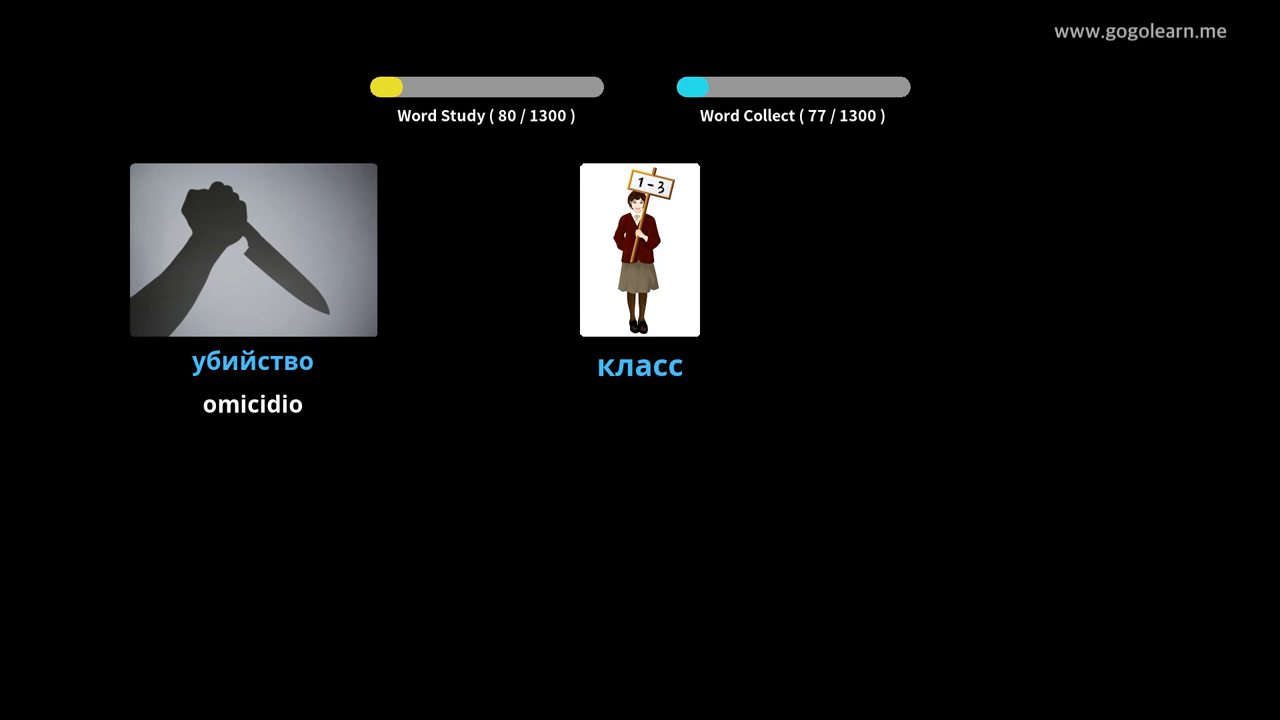 www.gogolearn.me
Word Study ( 80 / 1300 )
Word Collect ( 77 / 1300 )
1 - 3
убийство
класс
omicidio